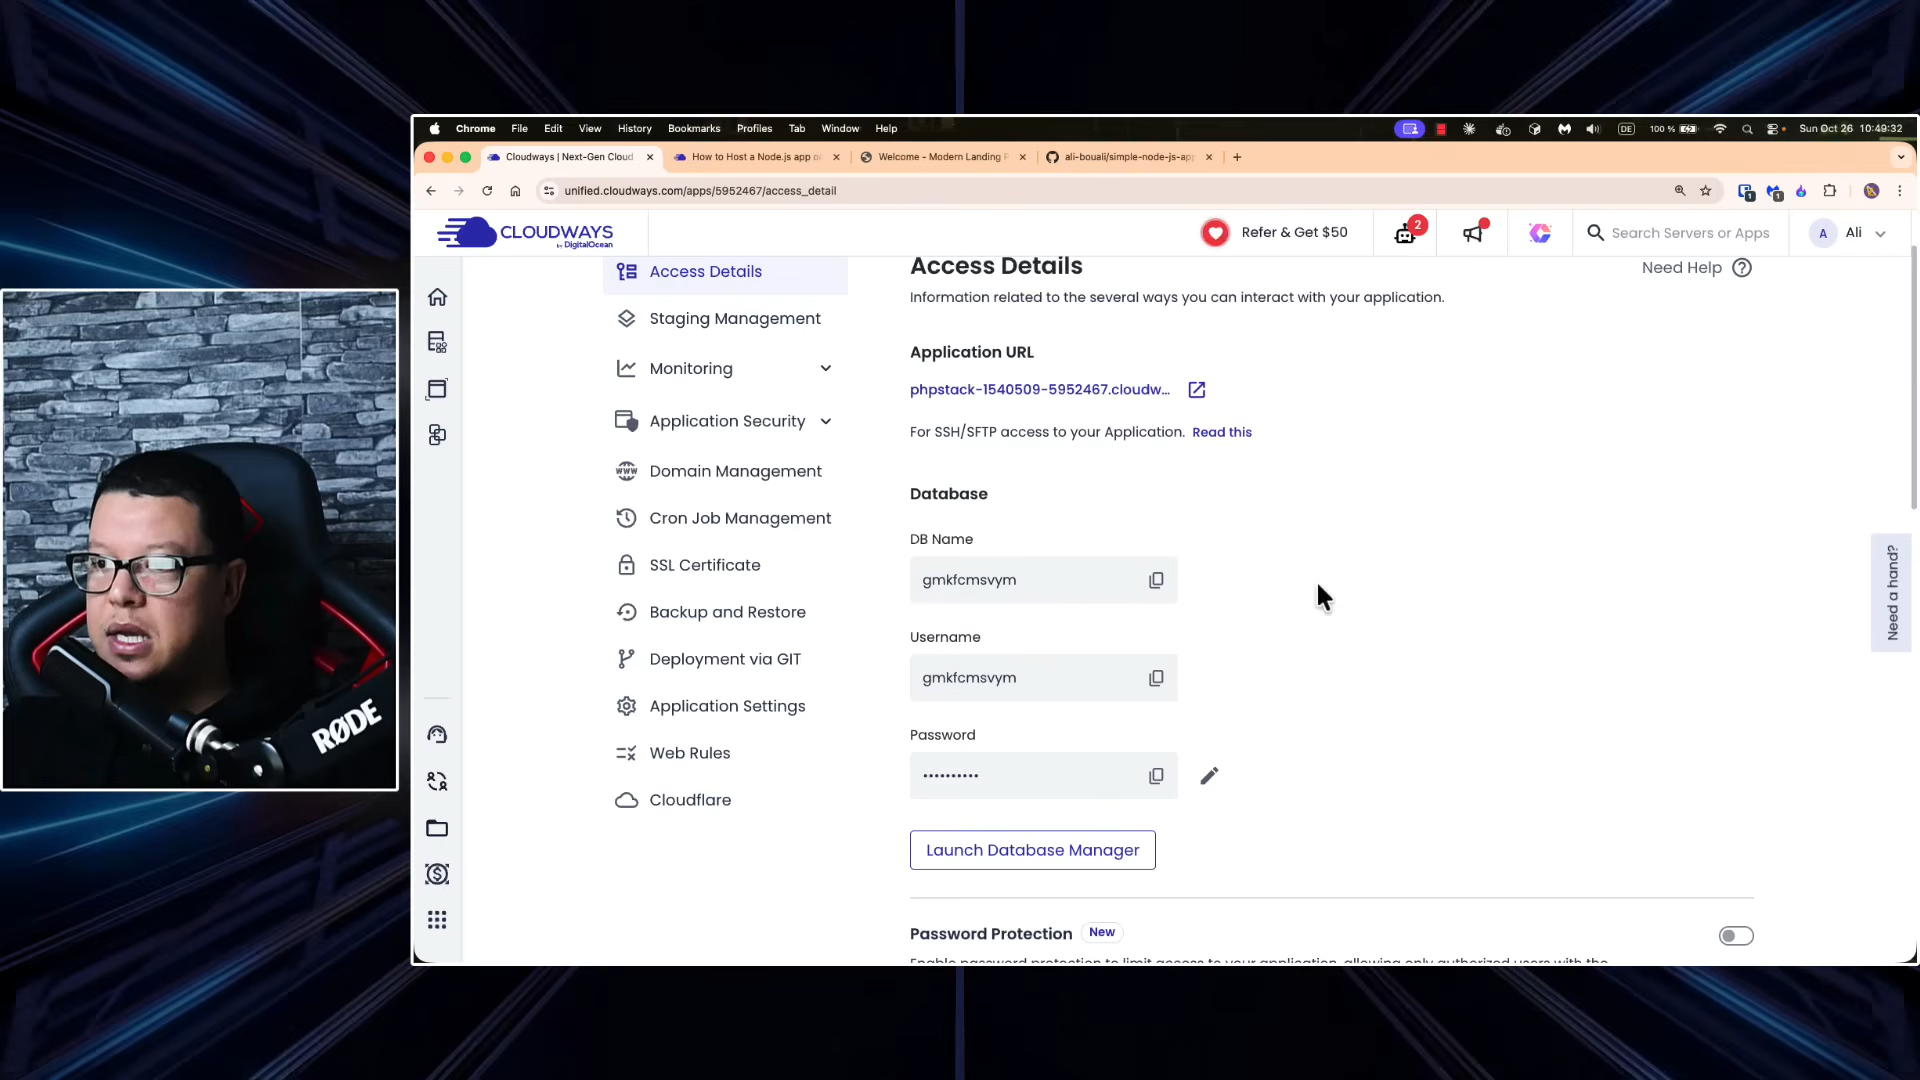 Chrome File Edit View History Bookmarks Profiles Tab Window Help
DE 100 % Sun Oct 26 10:49:32
Cloudways | Next-Gen Cloud
How to Host a Node.js app o
Welcome - Modern Landing P
ali-bouali/simple-node-js-app
unified.cloudways.com/apps/5952467/access_detail
CLOUDWAYS
by DigitalOcean
Refer & Get $50
2
Search Servers or Apps
A Ali
Access Details
Staging Management
Monitoring
Application Security
Domain Management
Cron Job Management
SSL Certificate
Backup and Restore
Deployment via GIT
Application Settings
Web Rules
Cloudflare
Access Details
Need Help
Information related to the several ways you can interact with your application.
Application URL
phpstack-1540509-5952467.cloudw...
For SSH/SFTP access to your Application. Read this
Database
DB Name
gmkfcmsvym
Username
gmkfcmsvym
Password
••••••••••
Launch Database Manager
Password Protection New
Enable password protection to limit access to your application, allowing only authorized users with the
Need a hand?
RØDE